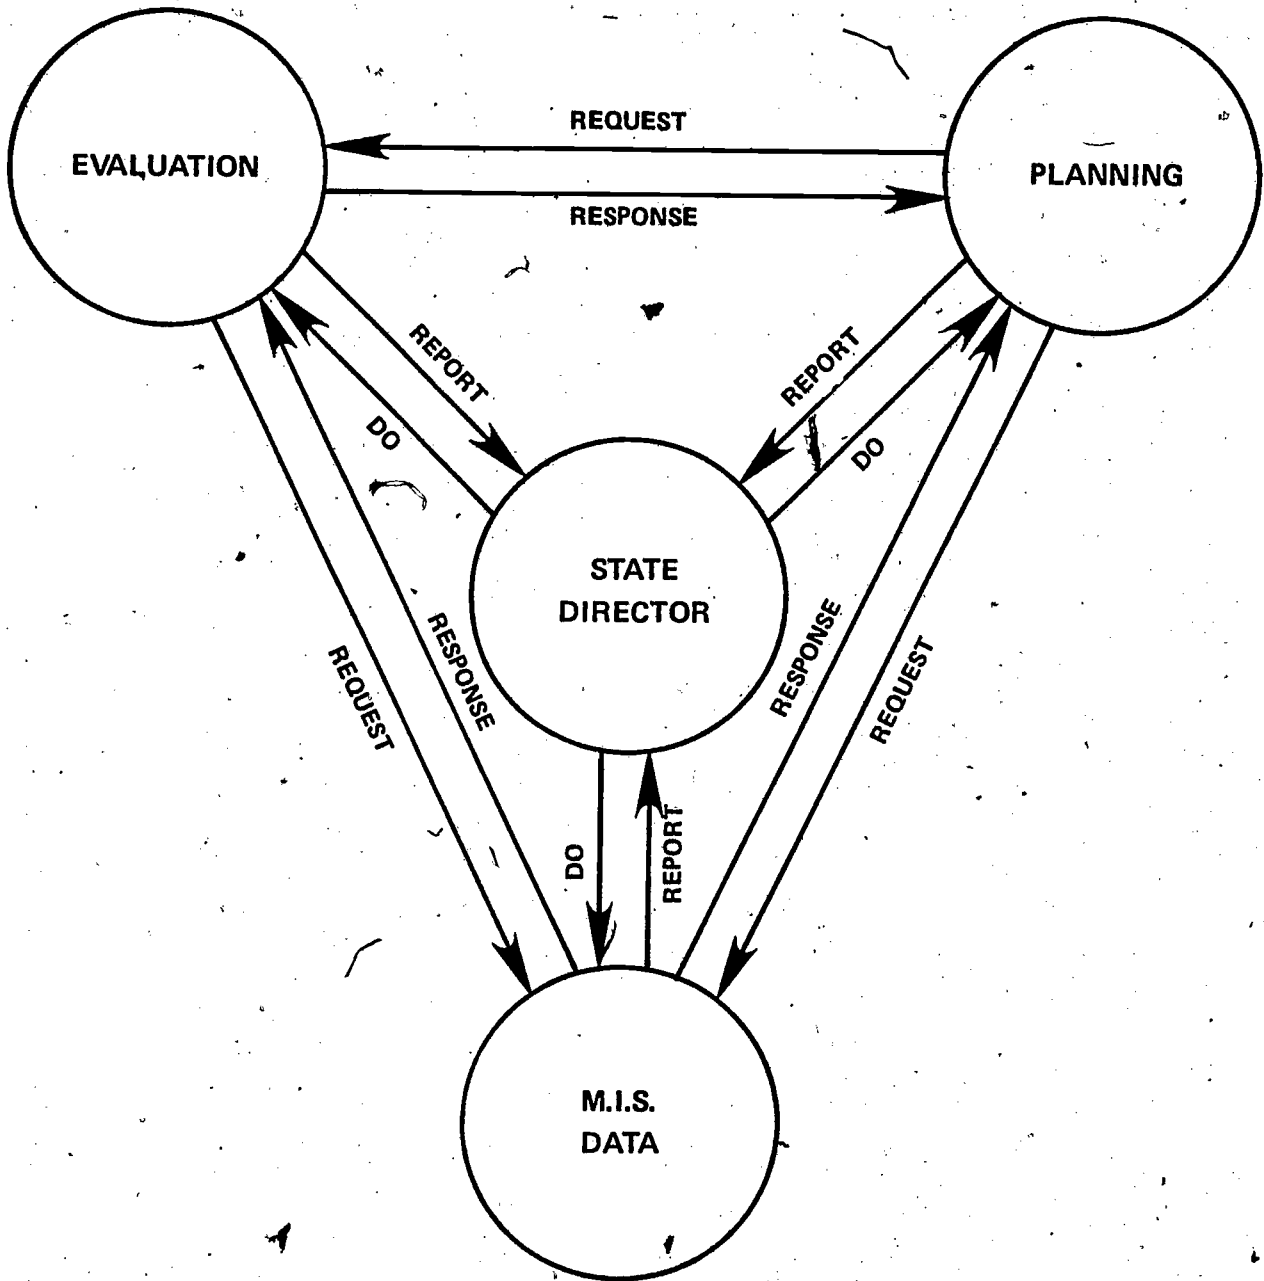 REQUEST
EVALUATION
PLANNING
RESPONSE
REPORT
REPORT
DO
DO
STATE
DIRECTOR
RESPONSE
RESPONSE
REQUEST
REQUEST
DO
REPORT
M.I.S.
DATA